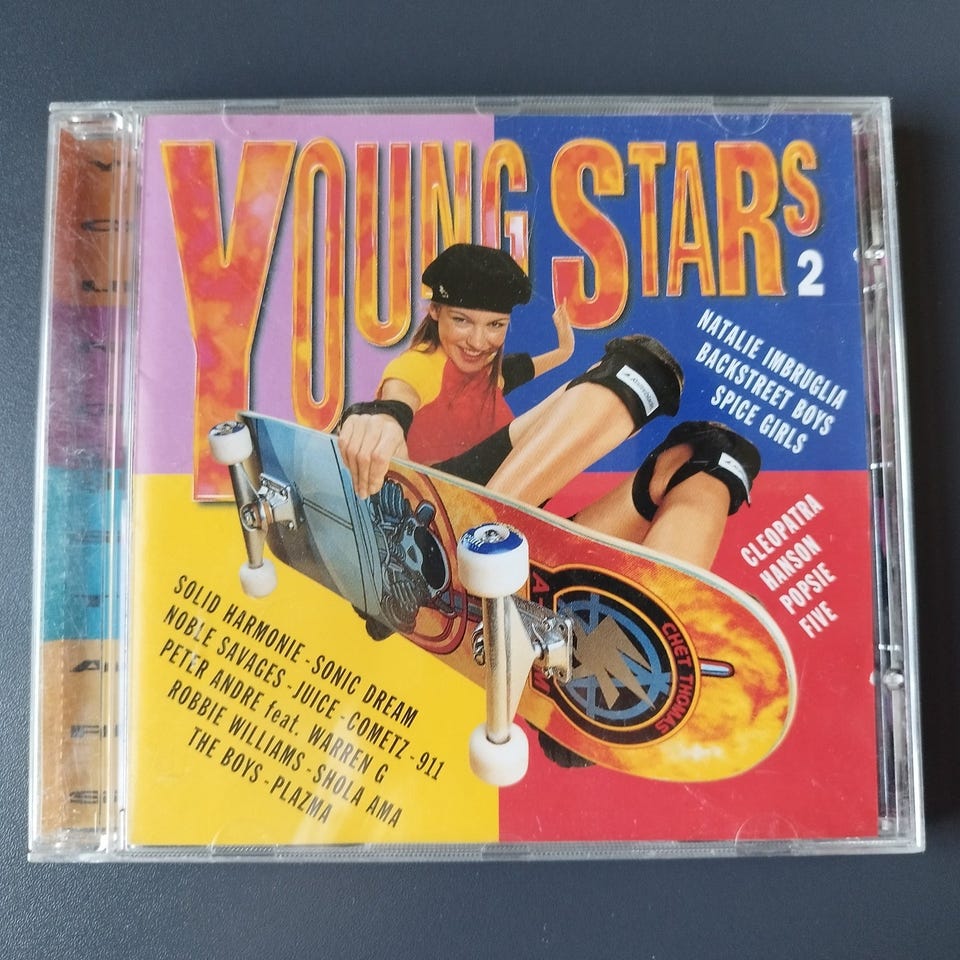 YOUNG STARS 2
NATALIE IMBRUGLIA
BACKSTREET BOYS
SPICE GIRLS
CLEOPATRA
HANSON
POPSIE
FIVE
SOLID HARMONIE - SONIC DREAM
NOBLE SAVAGES - JUICE - COMETZ - 911
PETER ANDRE feat. WARREN G
ROBBIE WILLIAMS - SHOLA AMA
THE BOYS - PLAZMA
CHET THOMAS